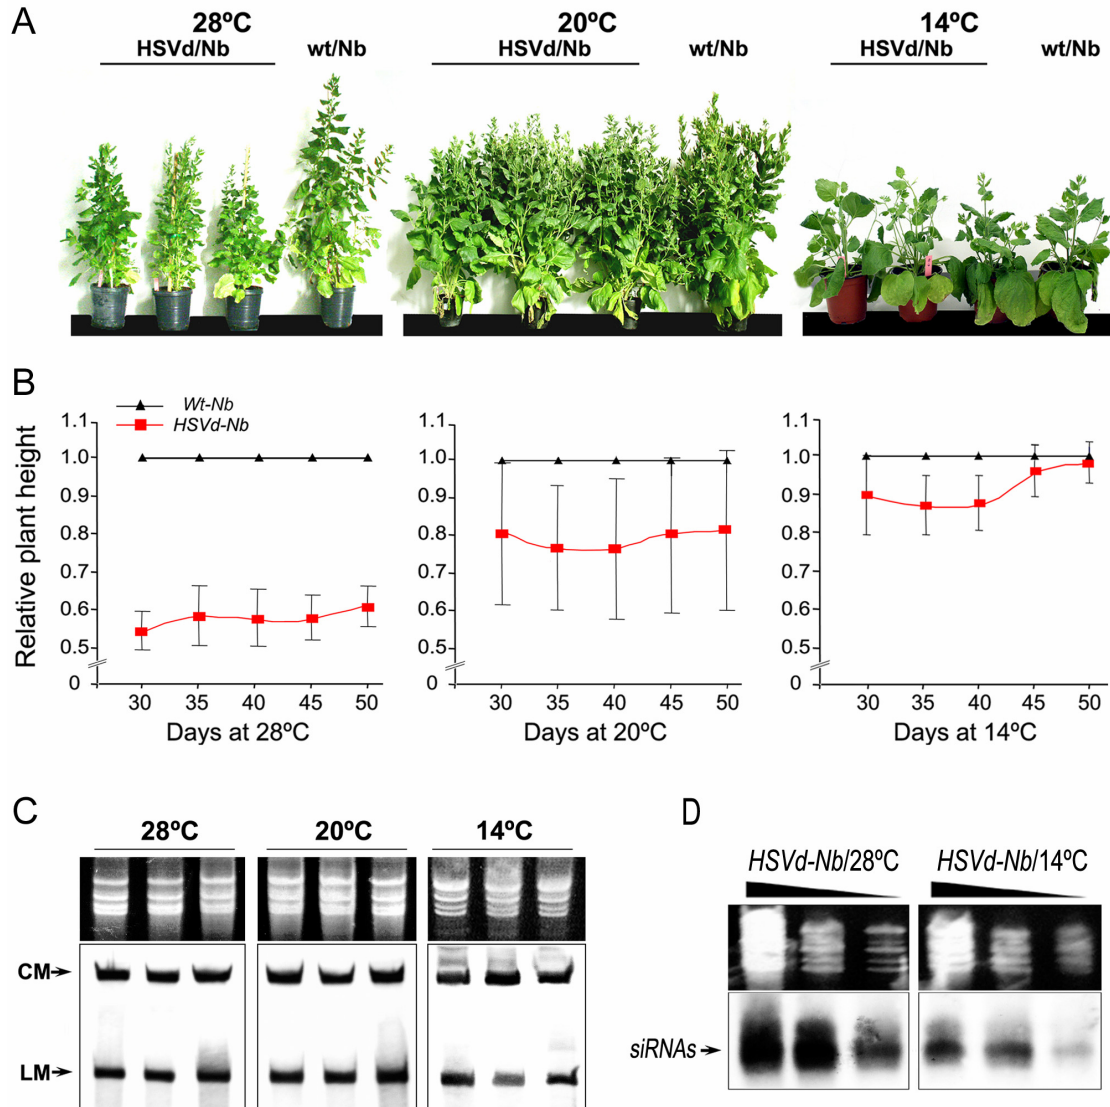 A
28ºC
HSVd/Nb wt/Nb
20ºC
HSVd/Nb wt/Nb
14ºC
HSVd/Nb wt/Nb
B
Relative plant height
Wt-Nb
HSVd-Nb
1.1
1.0
0.9
0.8
0.7
0.6
0.5
0
30 35 40 45 50
Days at 28ºC
1.1
1.0
0.9
0.8
0.7
0.6
0.5
0
30 35 40 45 50
Days at 20ºC
1.1
1.0
0.9
0.8
0.7
0.6
0.5
0
30 35 40 45 50
Days at 14ºC
C
28ºC 20ºC 14ºC
CM
LM
D
HSVd-Nb/28ºC HSVd-Nb/14ºC
siRNAs